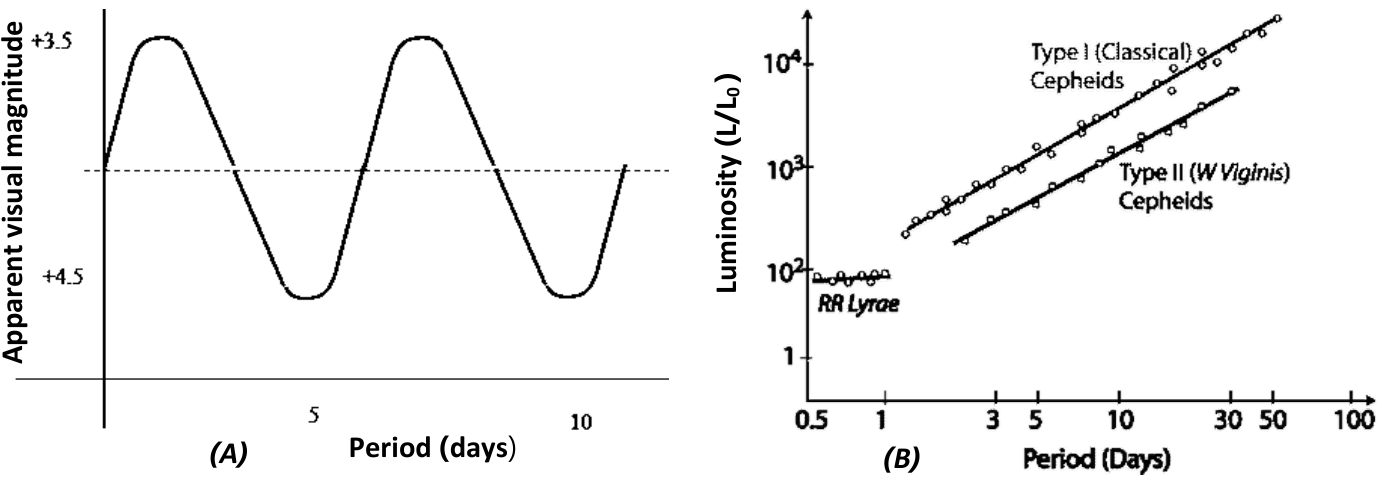 Apparent visual magnitude
+3.5
+4.5
5
10
Period (days)
(A)
Luminosity (L/L₀)
10⁴
10³
10²
1
Type I (Classical)
Cepheids
Type II (W Viginis)
Cepheids
RR Lyrae
0.5 1 3 5 10 30 50 100
(B)
Period (Days)